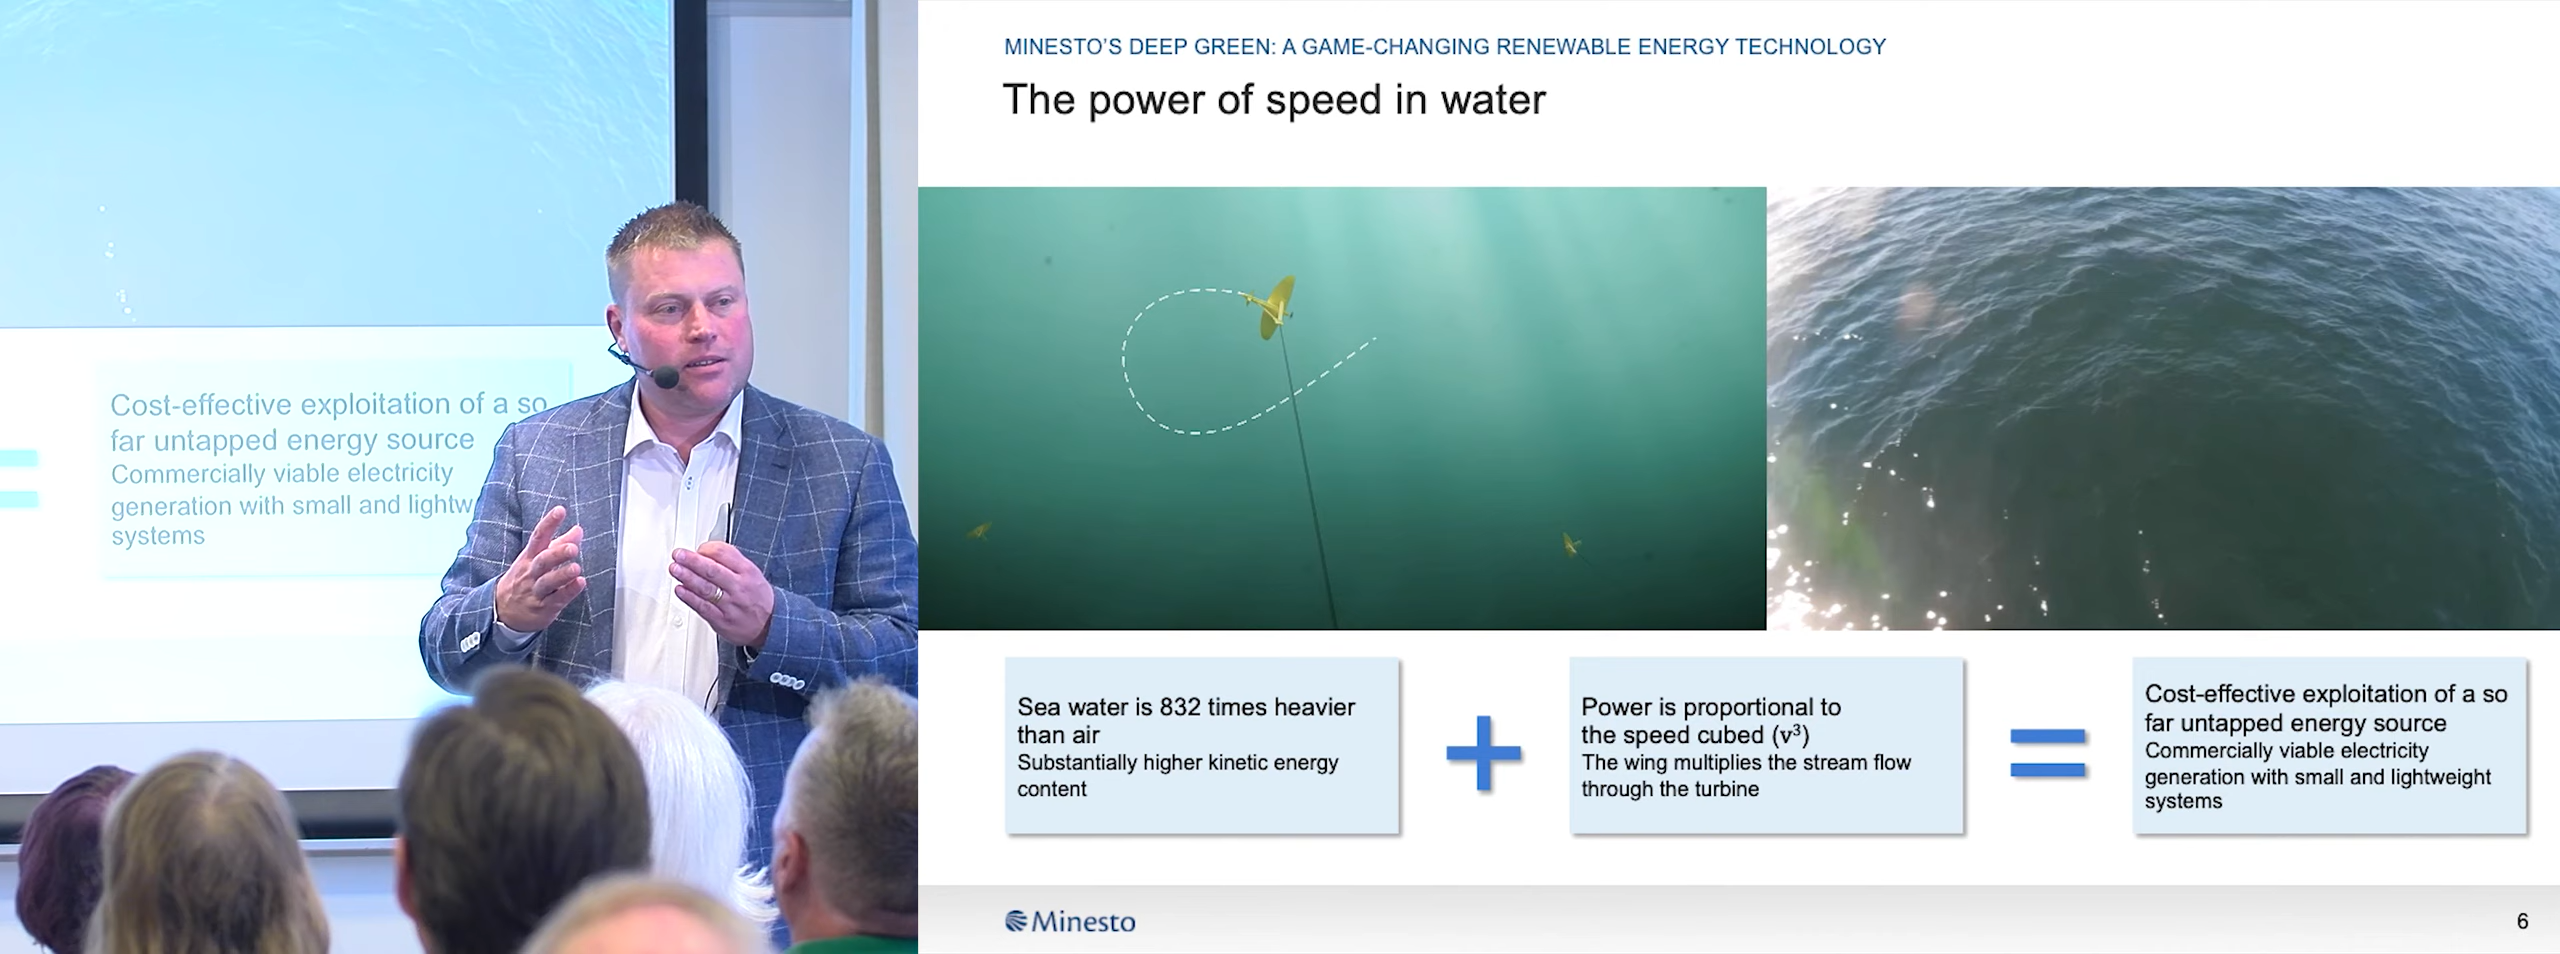 Cost-effective exploitation of a so
far untapped energy source
Commercially viable electricity
generation with small and lightw
systems
MINESTO'S DEEP GREEN: A GAME-CHANGING RENEWABLE ENERGY TECHNOLOGY
The power of speed in water
Sea water is 832 times heavier
than air
Substantially higher kinetic energy
content
+
Power is proportional to
the speed cubed (v³)
The wing multiplies the stream flow
through the turbine
=
Cost-effective exploitation of a so
far untapped energy source
Commercially viable electricity
generation with small and lightweight
systems
Minesto
6